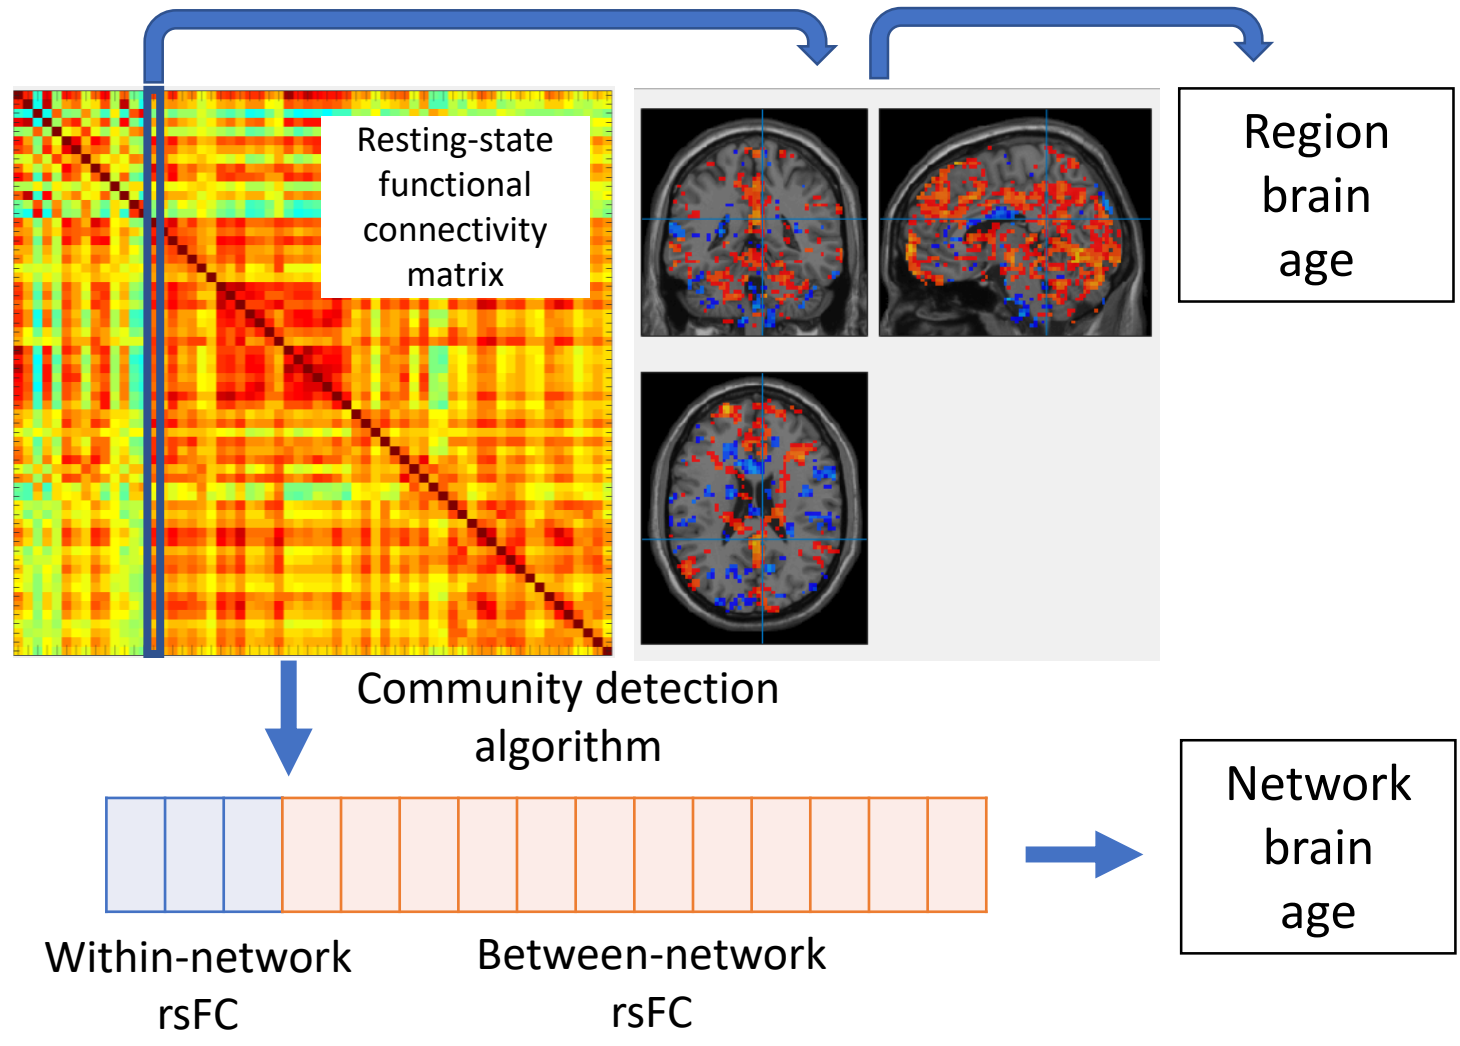 Resting-state
functional
connectivity
matrix
Region
brain
age
Community detection
algorithm
Network
brain
age
Within-network
rsFC
Between-network
rsFC